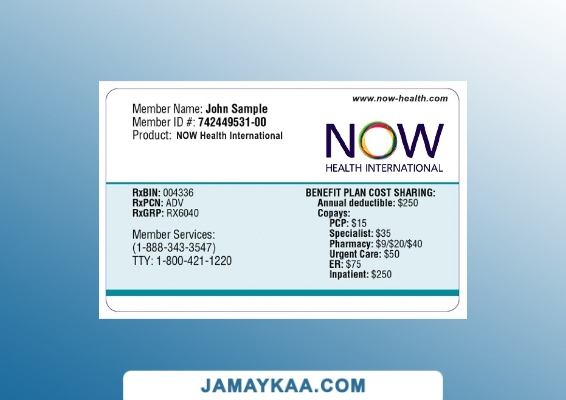 www.now-health.com
Member Name: John Sample
Member ID #: 742449531-00
Product: NOW Health International
NOW
HEALTH INTERNATIONAL
RxBIN: 004336
RxPCN: ADV
RxGRP: RX6040
Member Services:
(1-888-343-3547)
TTY: 1-800-421-1220
BENEFIT PLAN COST SHARING:
Annual deductible: $250
Copays:
PCP: $15
Specialist: $35
Pharmacy: $9/$20/$40
Urgent Care: $50
ER: $75
Inpatient: $250
JAMAYKAA.COM